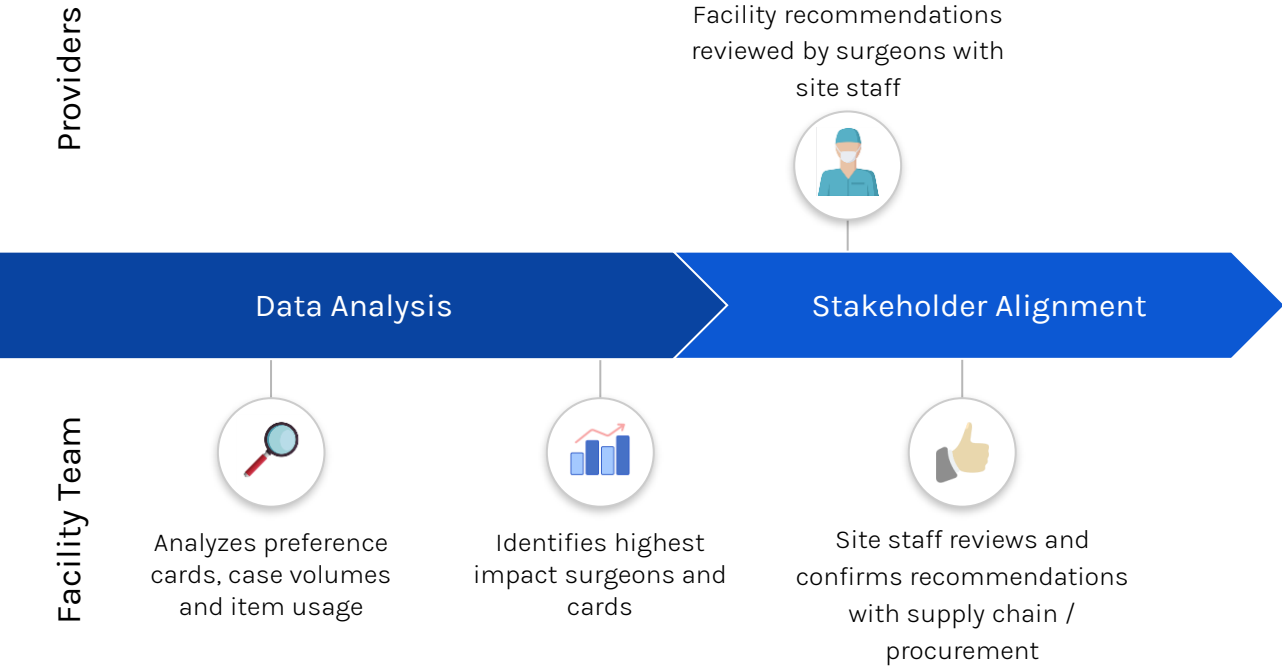 Providers
Facility recommendations
reviewed by surgeons with
site staff
Data Analysis
Stakeholder Alignment
Facility Team
Analyzes preference
cards, case volumes
and item usage
Identifies highest
impact surgeons and
cards
Site staff reviews and
confirms recommendations
with supply chain /
procurement